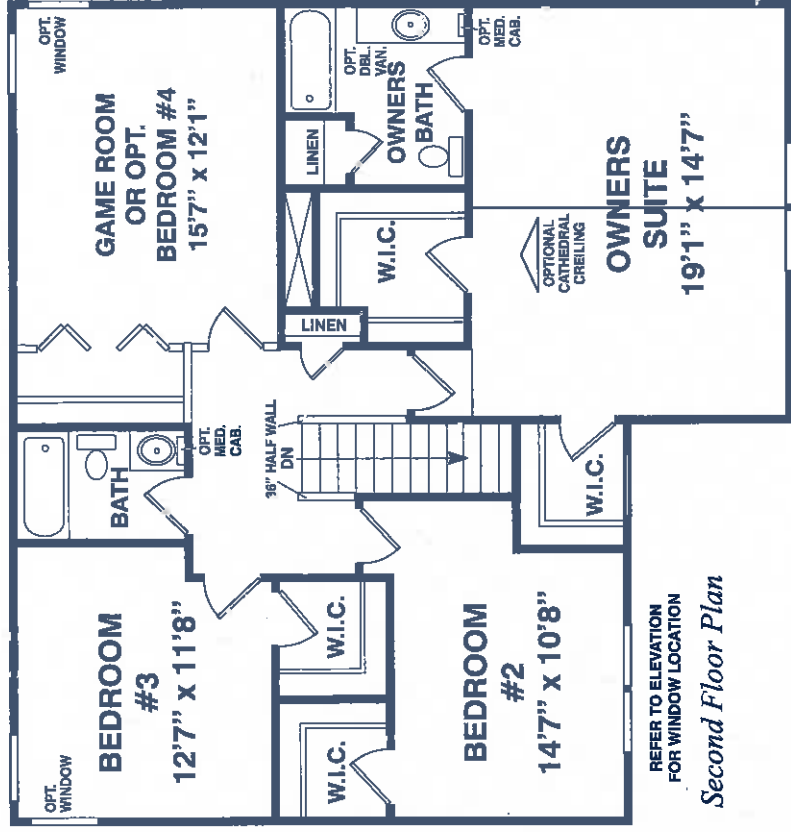 OPT.
WINDOW
GAME ROOM
OR OPT.
BEDROOM #4
15'7" x 12'1"
OPT.
DBL.
VAN.
OPT.
MED.
CAB.
LINEN
OWNERS
BATH
W.I.C.
LINEN
OPTIONAL
CATHEDRAL
CREILING
OWNERS
SUITE
19'1" x 14'7"
BATH
OPT.
MED.
CAB.
36" HALF WALL
DN
W.I.C.
BEDROOM
#3
12'7" x 11'8"
OPT.
WINDOW
W.I.C.
W.I.C.
BEDROOM
#2
14'7" x 10'8"
REFER TO ELEVATION
FOR WINDOW LOCATION
Second Floor Plan